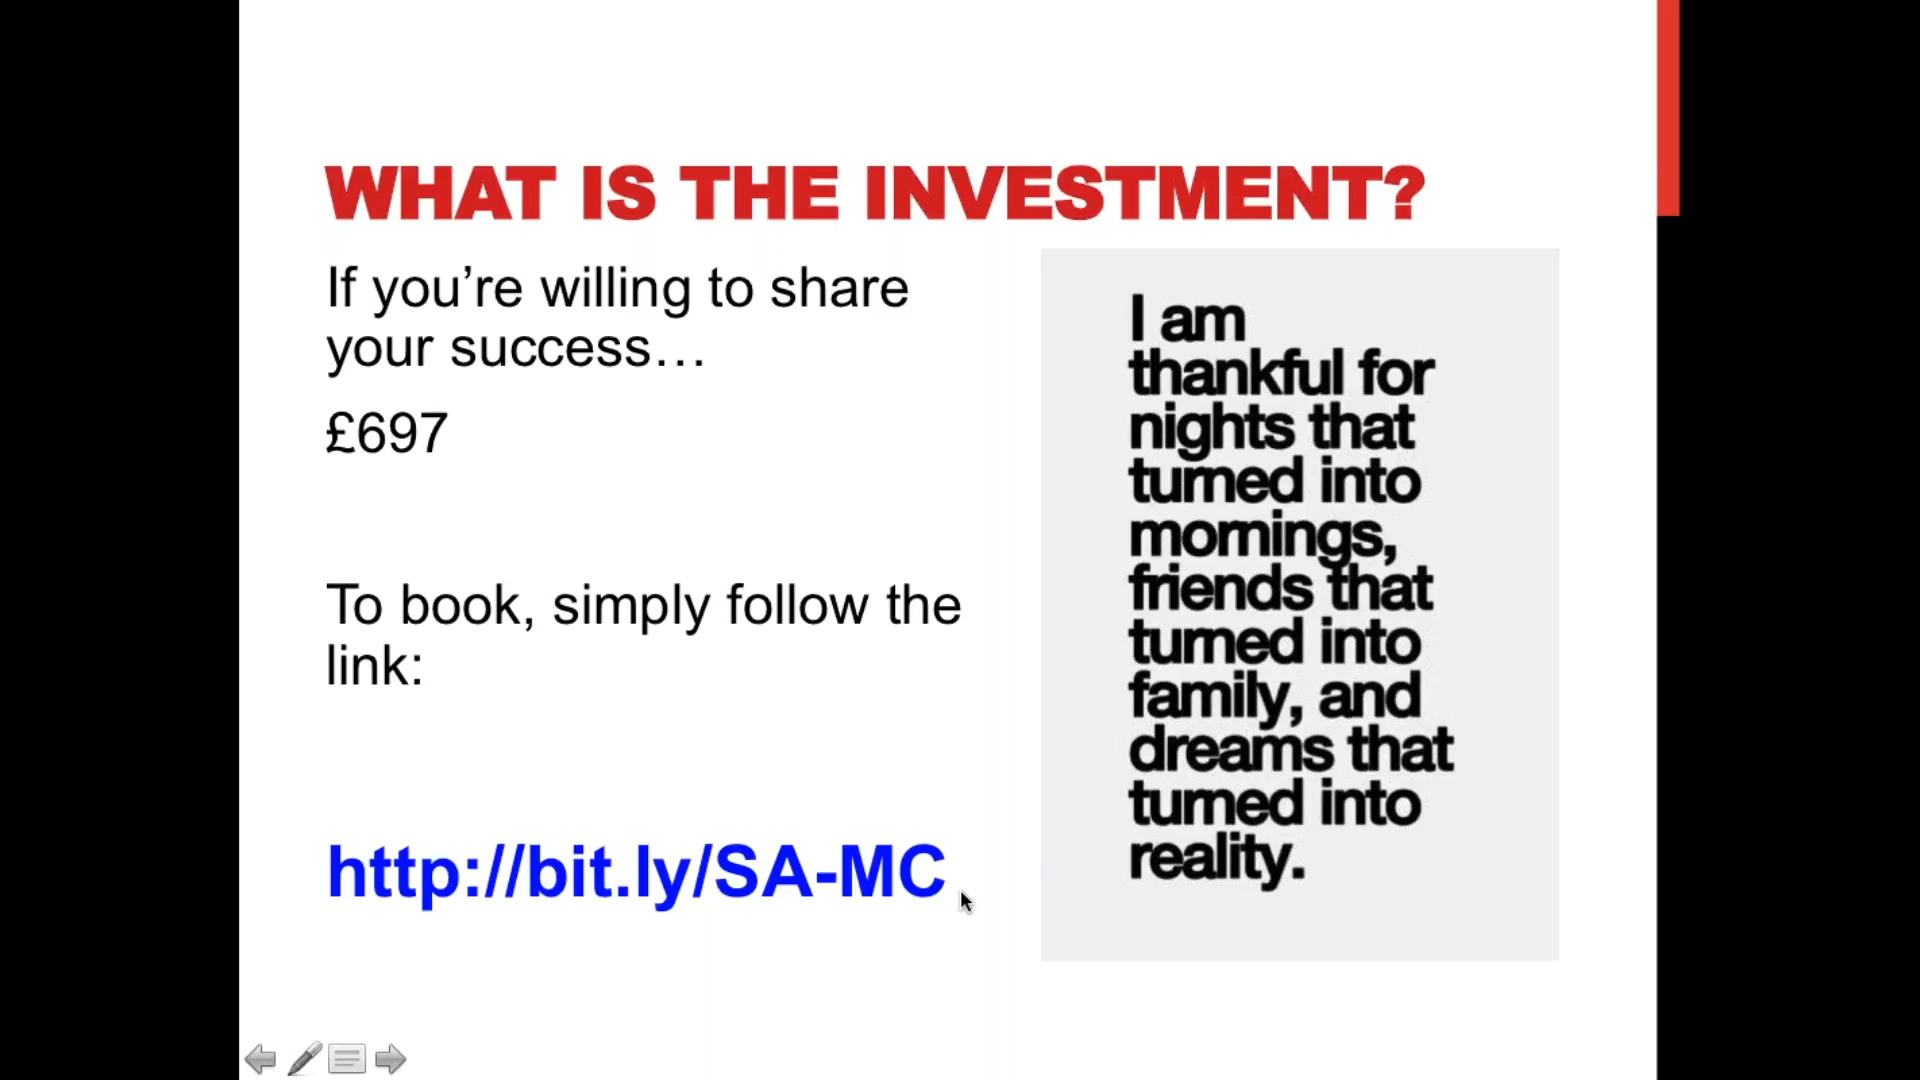 WHAT IS THE INVESTMENT?
If you’re willing to share
your success…
£697
To book, simply follow the
link:
http://bit.ly/SA-MC
I am
thankful for
nights that
turned into
mornings,
friends that
turned into
family, and
dreams that
turned into
reality.